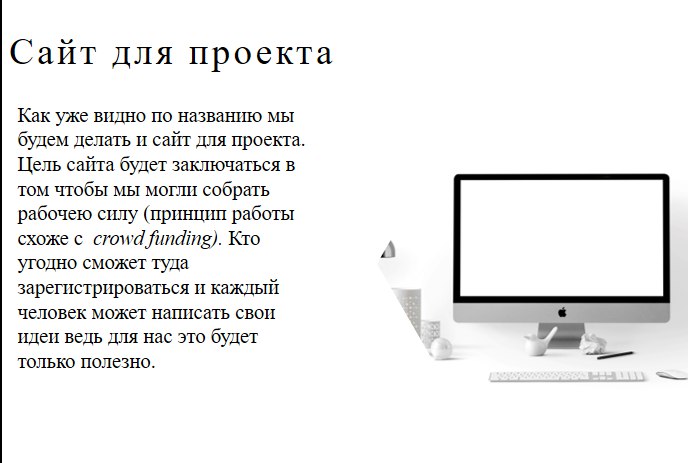 Сайт для проекта
Как уже видно по названию мы
будем делать и сайт для проекта.
Цель сайта будет заключаться в
том чтобы мы могли собрать
рабочею силу (принцип работы
схоже с crowd funding). Кто
угодно сможет туда
зарегистрироваться и каждый
человек может написать свои
идеи ведь для нас это будет
только полезно.